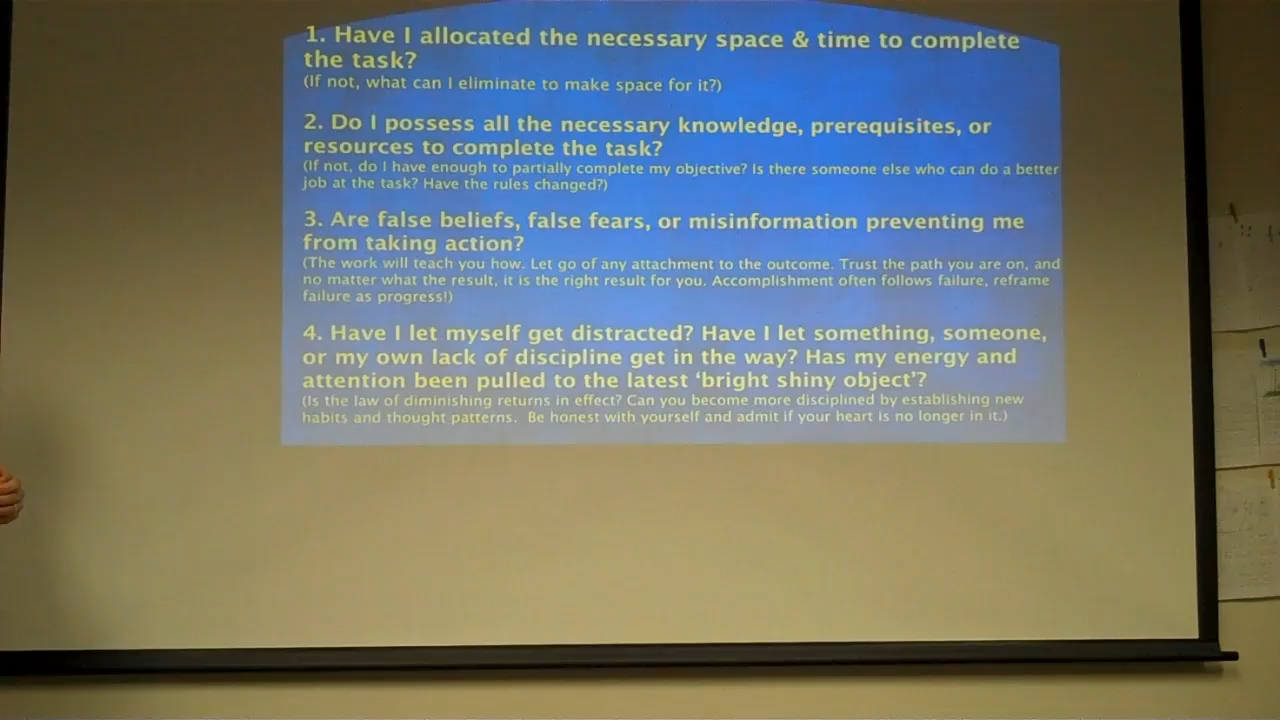 1. Have I allocated the necessary space & time to complete
the task?
(If not, what can I eliminate to make space for it?)
2. Do I possess all the necessary knowledge, prerequisites, or
resources to complete the task?
(If not, do I have enough to partially complete my objective? Is there someone else who can do a better
job at the task? Have the rules changed?)
3. Are false beliefs, false fears, or misinformation preventing me
from taking action?
(The work will teach you how. Let go of any attachment to the outcome. Trust the path you are on, and
no matter what the result, it is the right result for you. Accomplishment often follows failure, reframe
failure as progress!)
4. Have I let myself get distracted? Have I let something, someone,
or my own lack of discipline get in the way? Has my energy and
attention been pulled to the latest ‘bright shiny object’?
(Is the law of diminishing returns in effect? Can you become more disciplined by establishing new
habits and thought patterns.  Be honest with yourself and admit if your heart is no longer in it.)